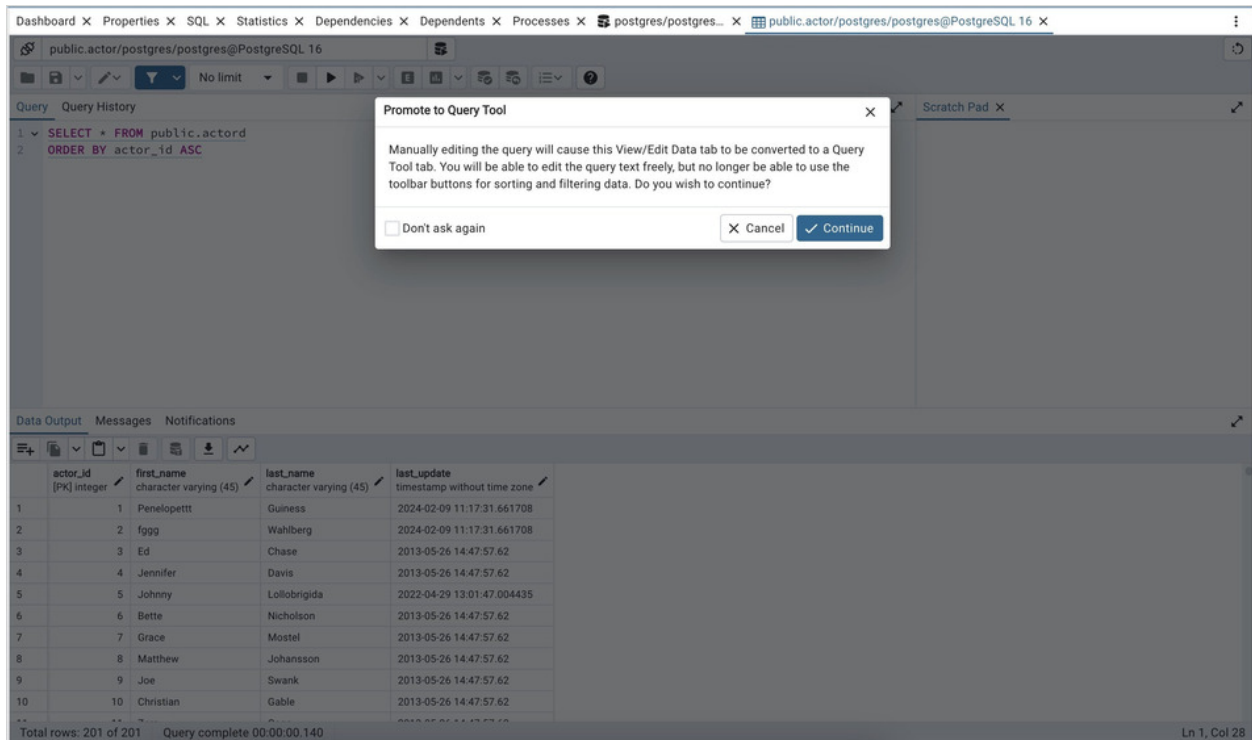 Dashboard Properties SQL Statistics Dependencies Dependents Processes postgres/postgres... public.actor/postgres/postgres@PostgreSQL 16
public.actor/postgres/postgres@PostgreSQL 16
No limit
Query Query History
Scratch Pad
1 SELECT * FROM public.actord
2 ORDER BY actor_id ASC
Promote to Query Tool
Manually editing the query will cause this View/Edit Data tab to be converted to a Query
Tool tab. You will be able to edit the query text freely, but no longer be able to use the
toolbar buttons for sorting and filtering data. Do you wish to continue?
Don't ask again
Cancel Continue
Data Output Messages Notifications
actor_id first_name last_name last_update
[PK] integer character varying (45) character varying (45) timestamp without time zone
1 1 Penelopettt Guiness 2024-02-09 11:17:31.661708
2 2 fggg Wahlberg 2024-02-09 11:17:31.661708
3 3 Ed Chase 2013-05-26 14:47:57.62
4 4 Jennifer Davis 2013-05-26 14:47:57.62
5 5 Johnny Lollobrigida 2022-04-29 13:01:47.004435
6 6 Bette Nicholson 2013-05-26 14:47:57.62
7 7 Grace Mostel 2013-05-26 14:47:57.62
8 8 Matthew Johansson 2013-05-26 14:47:57.62
9 9 Joe Swank 2013-05-26 14:47:57.62
10 10 Christian Gable 2013-05-26 14:47:57.62
Total rows: 201 of 201 Query complete 00:00:00.140 Ln 1, Col 28